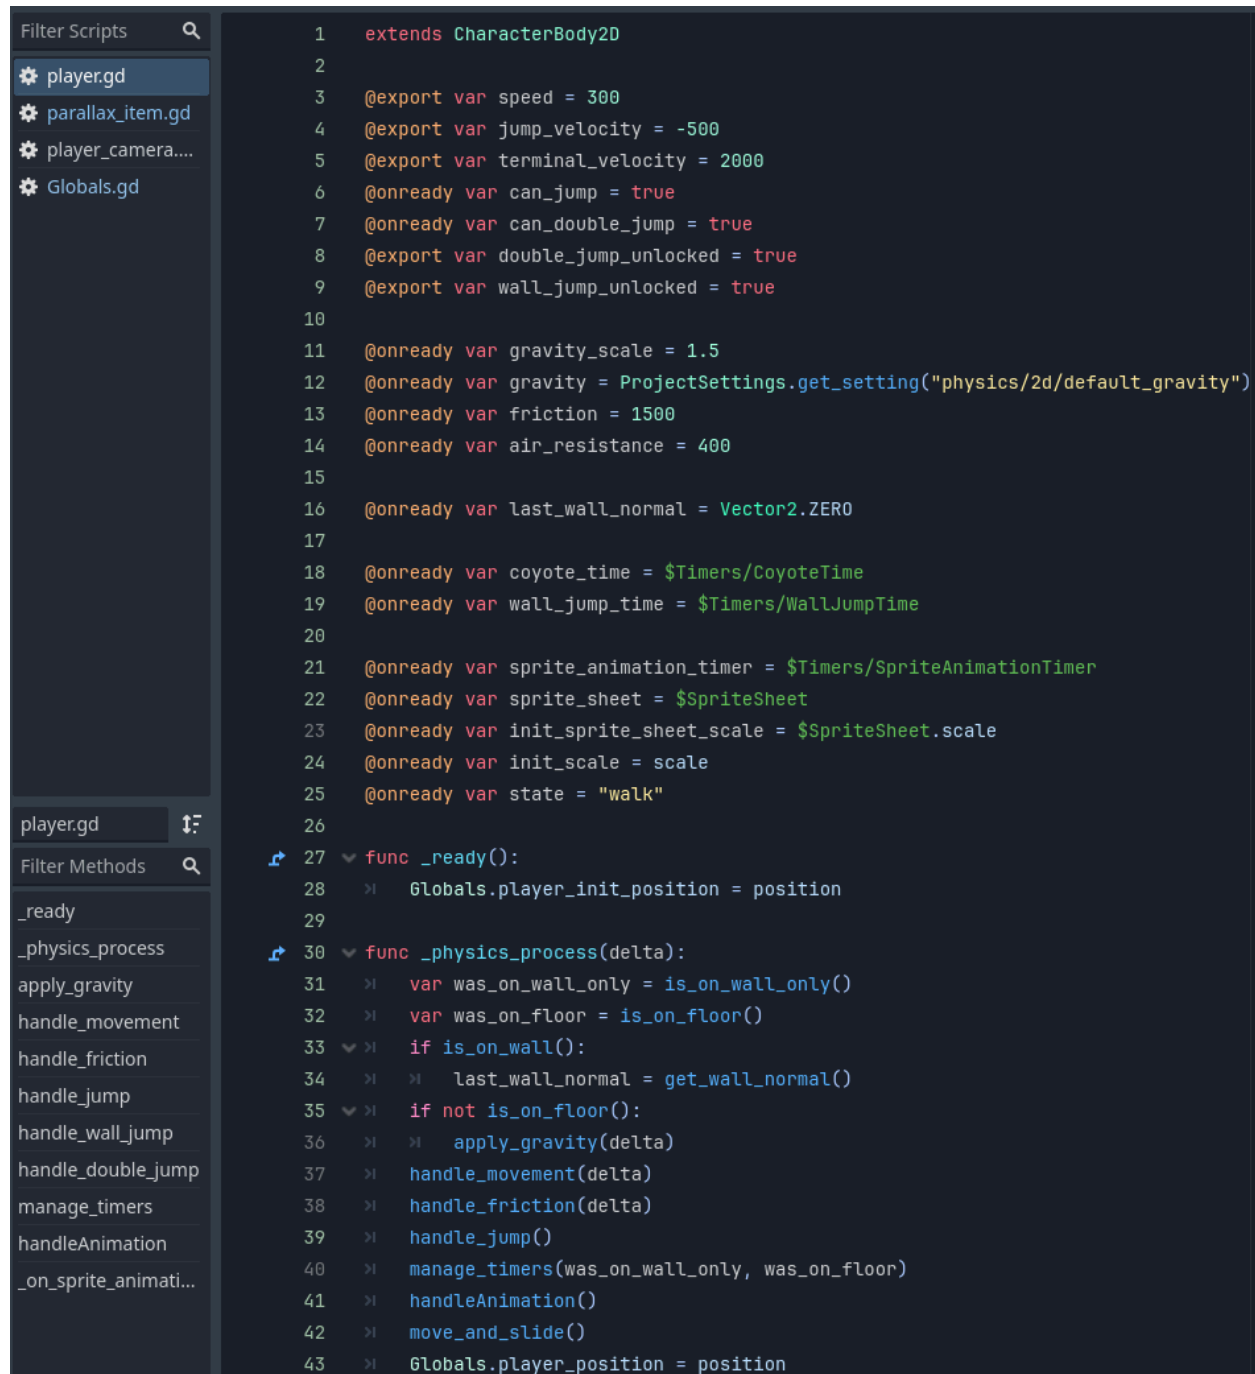 Filter Scripts
player.gd
parallax_item.gd
player_camera....
Globals.gd
player.gd
Filter Methods
_ready
_physics_process
apply_gravity
handle_movement
handle_friction
handle_jump
handle_wall_jump
handle_double_jump
manage_timers
handleAnimation
_on_sprite_animati...
1 extends CharacterBody2D
2
3 @export var speed = 300
4 @export var jump_velocity = -500
5 @export var terminal_velocity = 2000
6 @onready var can_jump = true
7 @onready var can_double_jump = true
8 @export var double_jump_unlocked = true
9 @export var wall_jump_unlocked = true
10
11 @onready var gravity_scale = 1.5
12 @onready var gravity = ProjectSettings.get_setting("physics/2d/default_gravity")
13 @onready var friction = 1500
14 @onready var air_resistance = 400
15
16 @onready var last_wall_normal = Vector2.ZERO
17
18 @onready var coyote_time = $Timers/CoyoteTime
19 @onready var wall_jump_time = $Timers/WallJumpTime
20
21 @onready var sprite_animation_timer = $Timers/SpriteAnimationTimer
22 @onready var sprite_sheet = $SpriteSheet
23 @onready var init_sprite_sheet_scale = $SpriteSheet.scale
24 @onready var init_scale = scale
25 @onready var state = "walk"
26
27 func _ready():
28 Globals.player_init_position = position
29
30 func _physics_process(delta):
31 var was_on_wall_only = is_on_wall_only()
32 var was_on_floor = is_on_floor()
33 if is_on_wall():
34 last_wall_normal = get_wall_normal()
35 if not is_on_floor():
36 apply_gravity(delta)
37 handle_movement(delta)
38 handle_friction(delta)
39 handle_jump()
40 manage_timers(was_on_wall_only, was_on_floor)
41 handleAnimation()
42 move_and_slide()
43 Globals.player_position = position